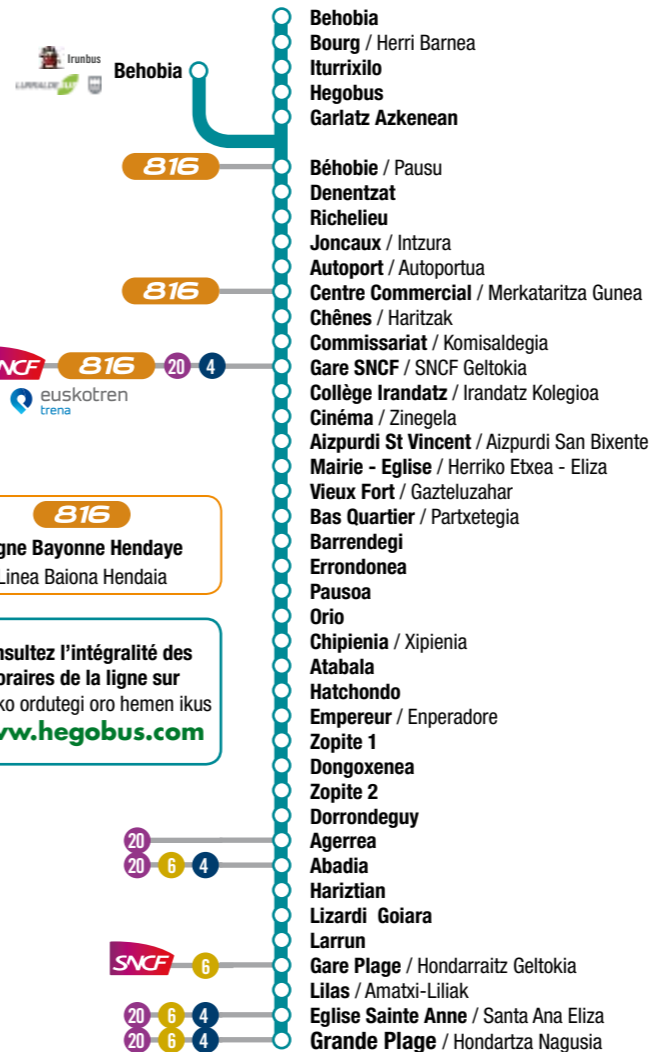 Behobia
Bourg / Herri Barnea
Irunbus
Iturrixilo
Behobia
LURRALDEBUS
Hegobus
Garlatz Azkenean
816
Béhobie / Pausu
Denentzat
Richelieu
Joncaux / Intzura
Autoport / Autoportua
816
Centre Commercial / Merkataritza Gunea
Chênes / Haritzak
Commissariat / Komisaldegia
NCF 816 20 4
Gare SNCF / SNCF Geltokia
euskotren
trena
Collège Irandatz / Irandatz Kolegioa
Cinéma / Zinegela
Aizpurdi St Vincent / Aizpurdi San Bixente
Mairie - Eglise / Herriko Etxea - Eliza
Vieux Fort / Gazteluzahar
Bas Quartier / Partxetegia
Barrendegi
Errondonea
Pausoa
Orio
Chipienia / Xipienia
Atabala
Hatchondo
Empereur / Enperadore
Zopite 1
Dongoxenea
Zopite 2
Dorrondeguy
20
Agerrea
20 6 4
Abadia
Hariztian
Lizardi Goiara
Larrun
SNCF 6
Gare Plage / Hondarraitz Geltokia
Lilas / Amatxi-Liliak
20 6 4
Eglise Sainte Anne / Santa Ana Eliza
20 6 4
Grande Plage / Hondartza Nagusia
816
gne Bayonne Hendaye
Linea Baiona Hendaia
nsultez l'intégralité des
oraires de la ligne sur
ko ordutegi oro hemen ikus
ww.hegobus.com